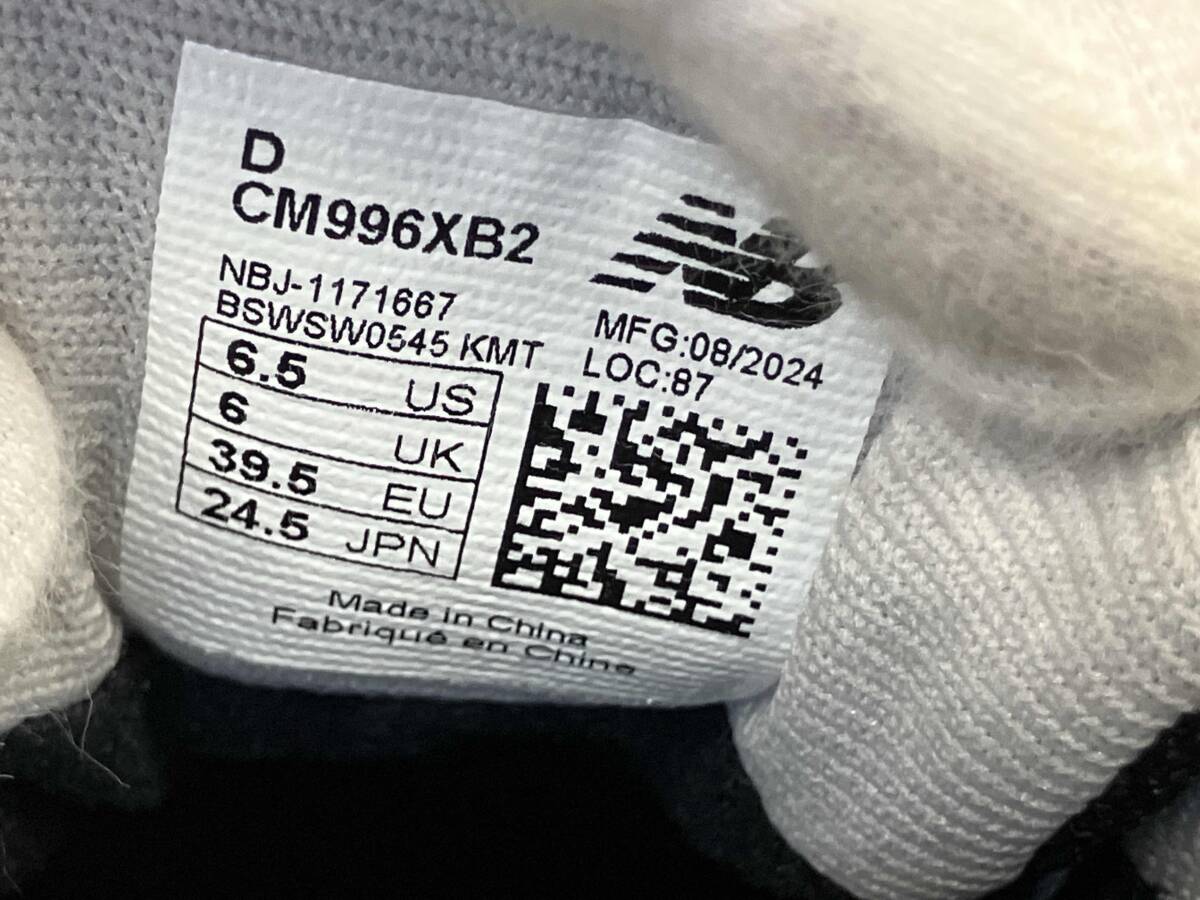 D
CM996XB2
NBJ-1171667
BSWSW0545 KMT
6.5 US
6 UK
39.5 EU
24.5 JPN
NB
MFG:08/2024
LOC:87
Made in China
Fabriqué en Chine